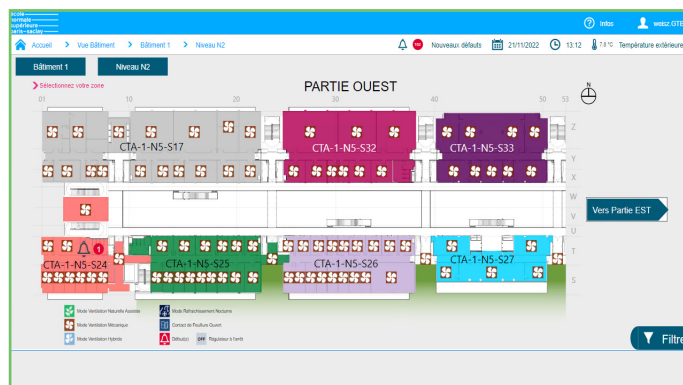 école
normale
supérieure
paris-saclay
Infos
weisz GTB
Accueil > Vue Bâtiment > Bâtiment 1 > Niveau N2
192 Nouveaux défauts 21/11/2022 13:12 7.9 °C Température extérieure
Bâtiment 1 Niveau N2
Sélectionnez votre zone
PARTIE OUEST
N
01 10 20 30 40 50 53
Z
CTA-1-N5-S17 CTA-1-N5-S32 CTA-1-N5-S33
Y
X
W
V
Vers Partie EST
U
1
T
CTA-1-N5-S24 CTA-1-N5-S25 CTA-1-N5-S26 CTA-1-N5-S27
S
Mode Ventilation Naturelle Assistée Mode Rafraichissement Nocturne
Mode Ventilation Mécanique Contact de Feuillure Ouvert
Mode Ventilation Hybride Défaut(s) OFF Régulateur à l'arrêt
Filtre